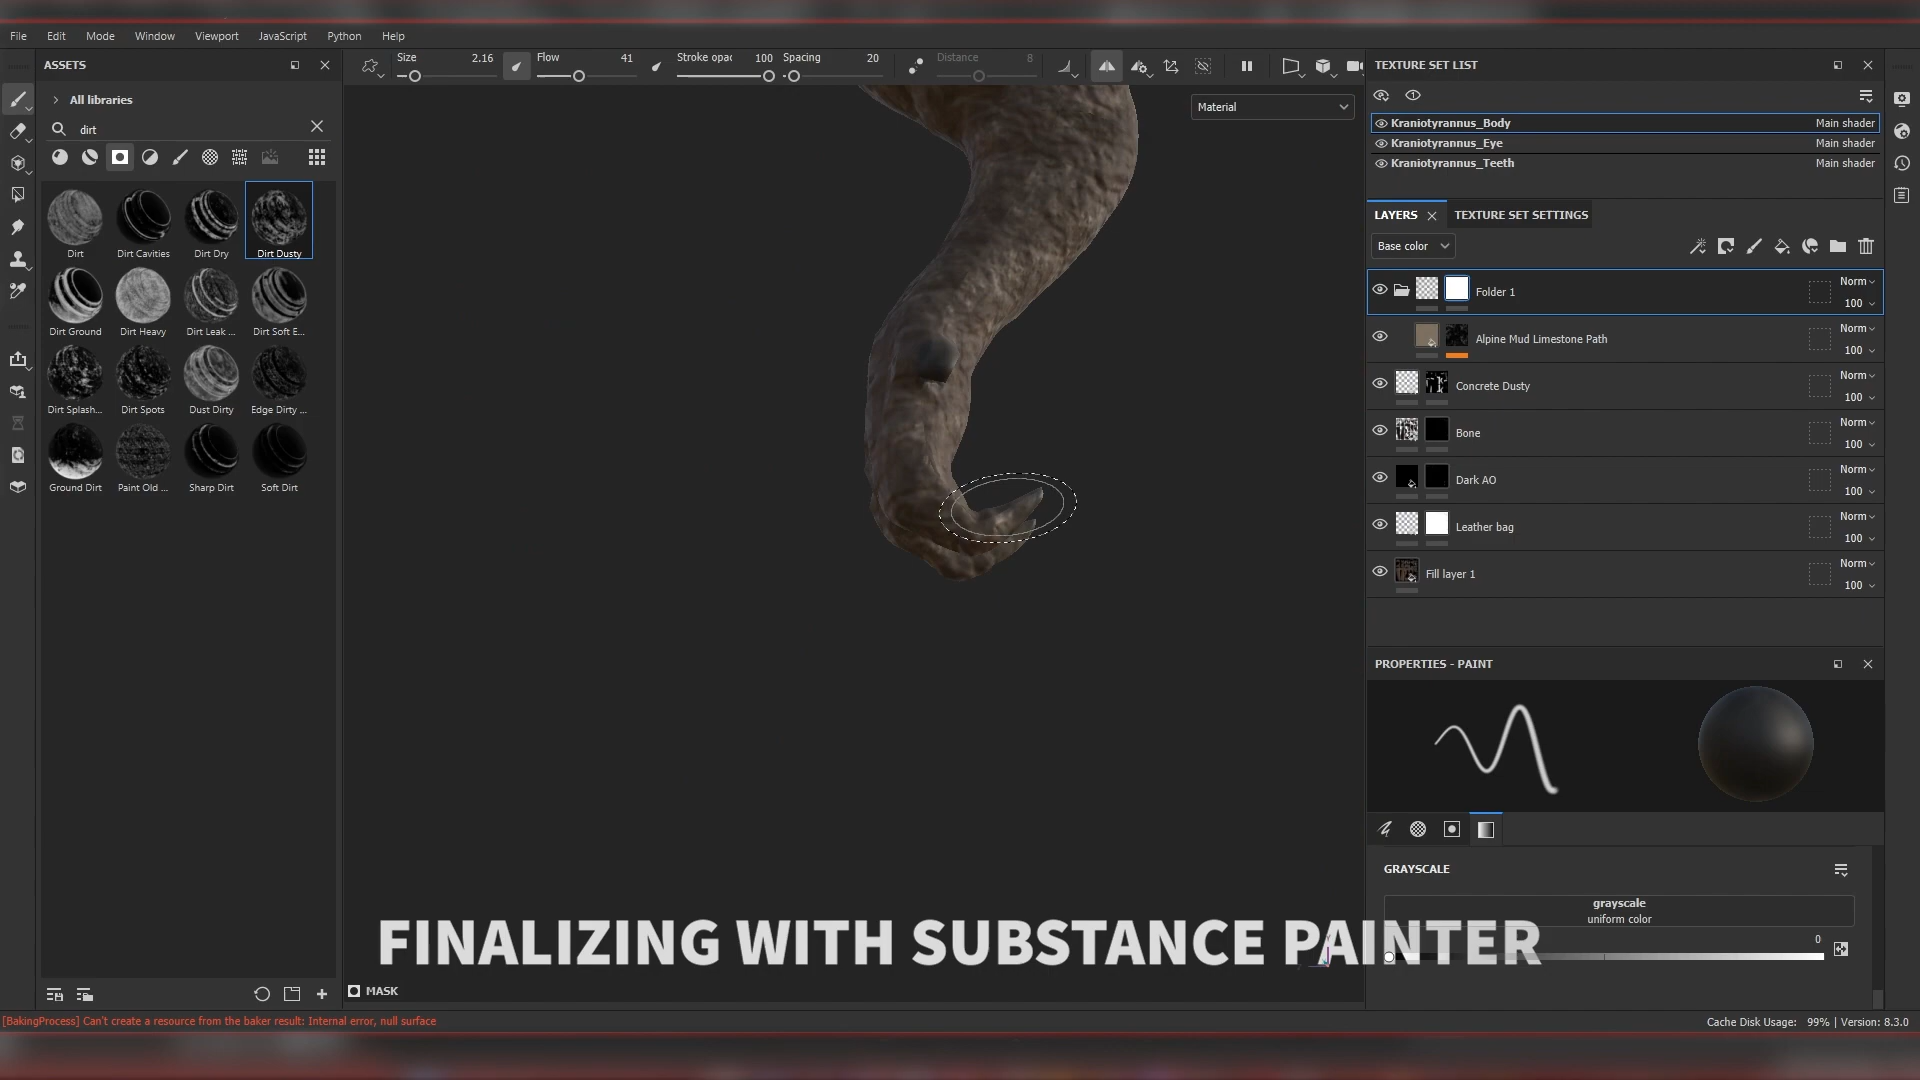 File Edit Mode Window Viewport JavaScript Python Help
ASSETS
All libraries
dirt
Dirt Dirt Cavities Dirt Dry Dirt Dusty
Dirt Ground Dirt Heavy Dirt Leak ... Dirt Soft E...
Dirt Splash... Dirt Spots Dust Dirty Edge Dirty ...
Ground Dirt Paint Old ... Sharp Dirt Soft Dirt
Size 2.16 Flow 41 Stroke opac 100 Spacing 20 Distance 8
Material
TEXTURE SET LIST
Kraniotyrannus_Body Main shader
Kraniotyrannus_Eye Main shader
Kraniotyrannus_Teeth Main shader
LAYERS TEXTURE SET SETTINGS
Base color
Folder 1 Norm 100
Alpine Mud Limestone Path Norm 100
Concrete Dusty Norm 100
Bone Norm 100
Dark AO Norm 100
Leather bag Norm 100
Fill layer 1 Norm 100
PROPERTIES - PAINT
GRAYSCALE
grayscale
uniform color
0
FINALIZING WITH SUBSTANCE PAINTER
MASK
[BakingProcess] Can't create a resource from the baker result: Internal error, null surface
Cache Disk Usage: 99% | Version: 8.3.0